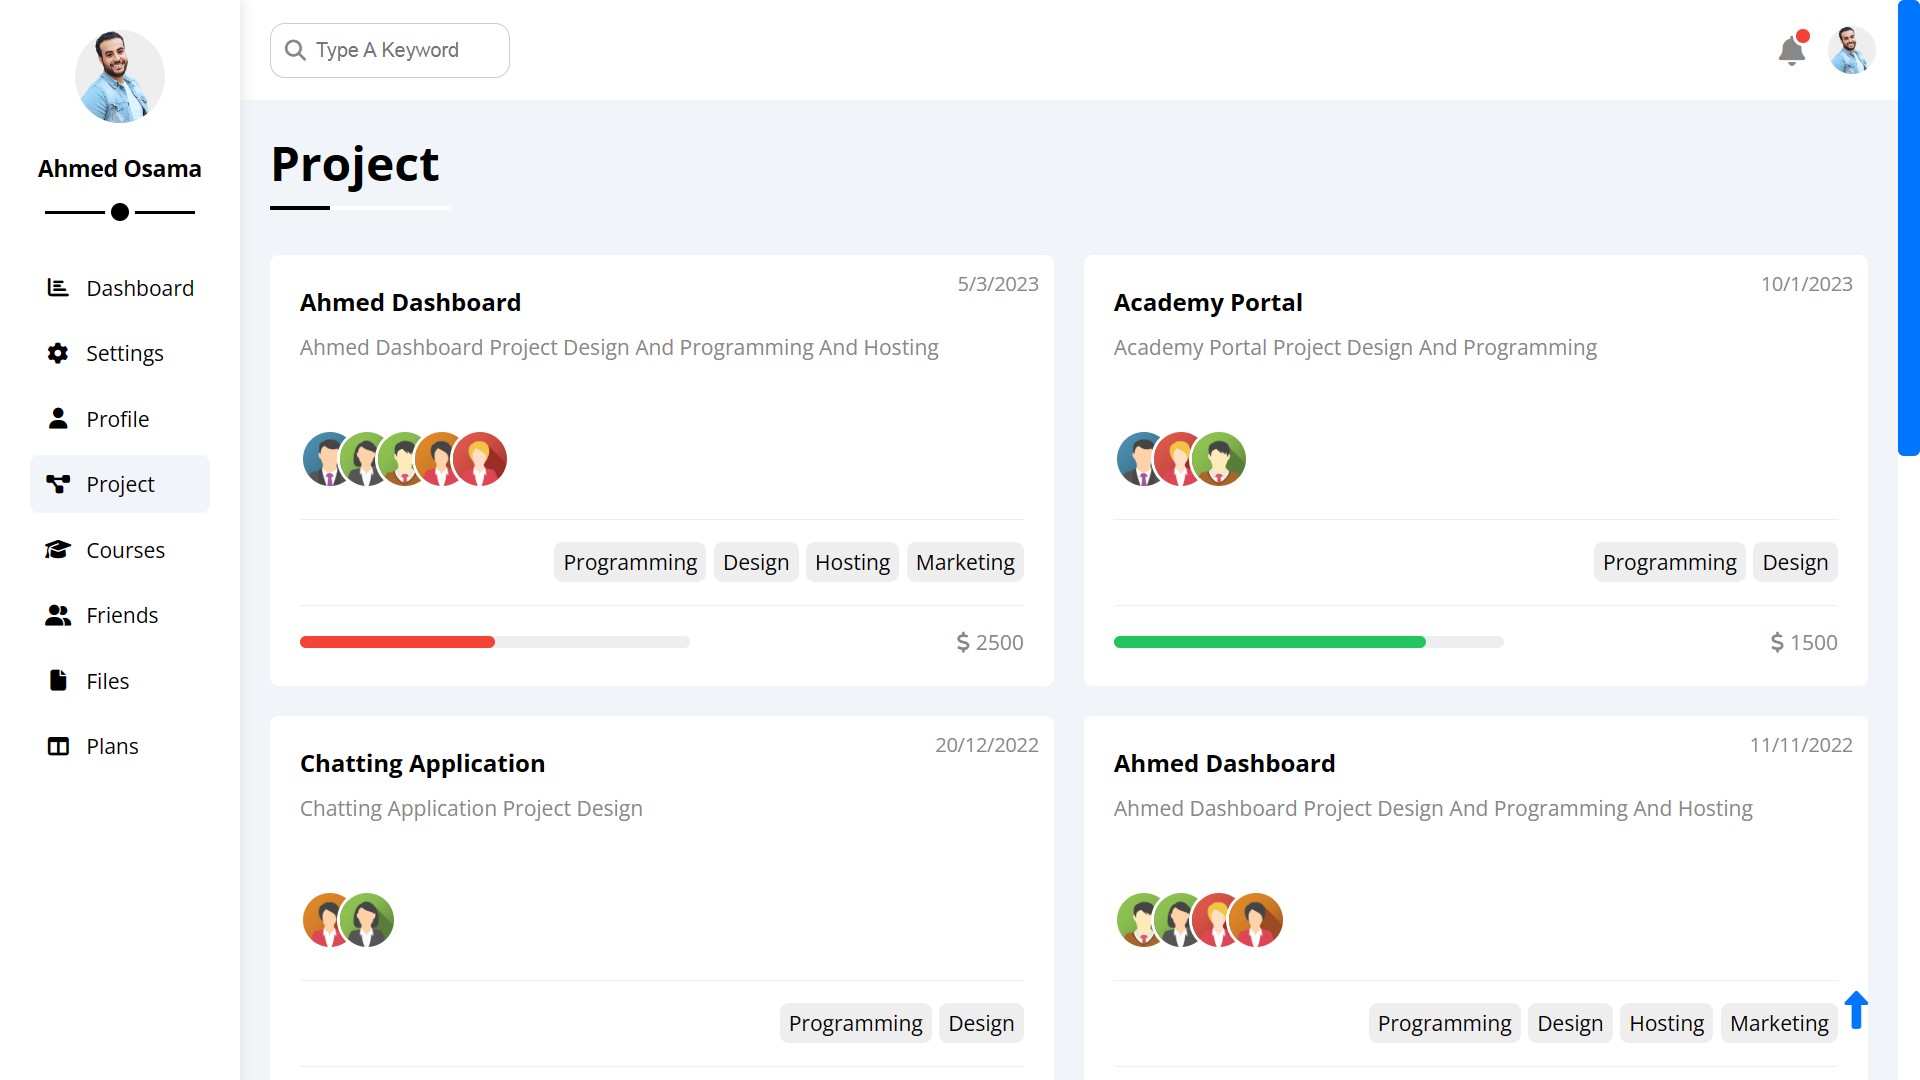 Ahmed Osama
Dashboard
Settings
Profile
Project
Courses
Friends
Files
Plans
Type A Keyword
Project
5/3/2023
Ahmed Dashboard
Ahmed Dashboard Project Design And Programming And Hosting
Programming Design Hosting Marketing
$ 2500
10/1/2023
Academy Portal
Academy Portal Project Design And Programming
Programming Design
$ 1500
20/12/2022
Chatting Application
Chatting Application Project Design
Programming Design
11/11/2022
Ahmed Dashboard
Ahmed Dashboard Project Design And Programming And Hosting
Programming Design Hosting Marketing